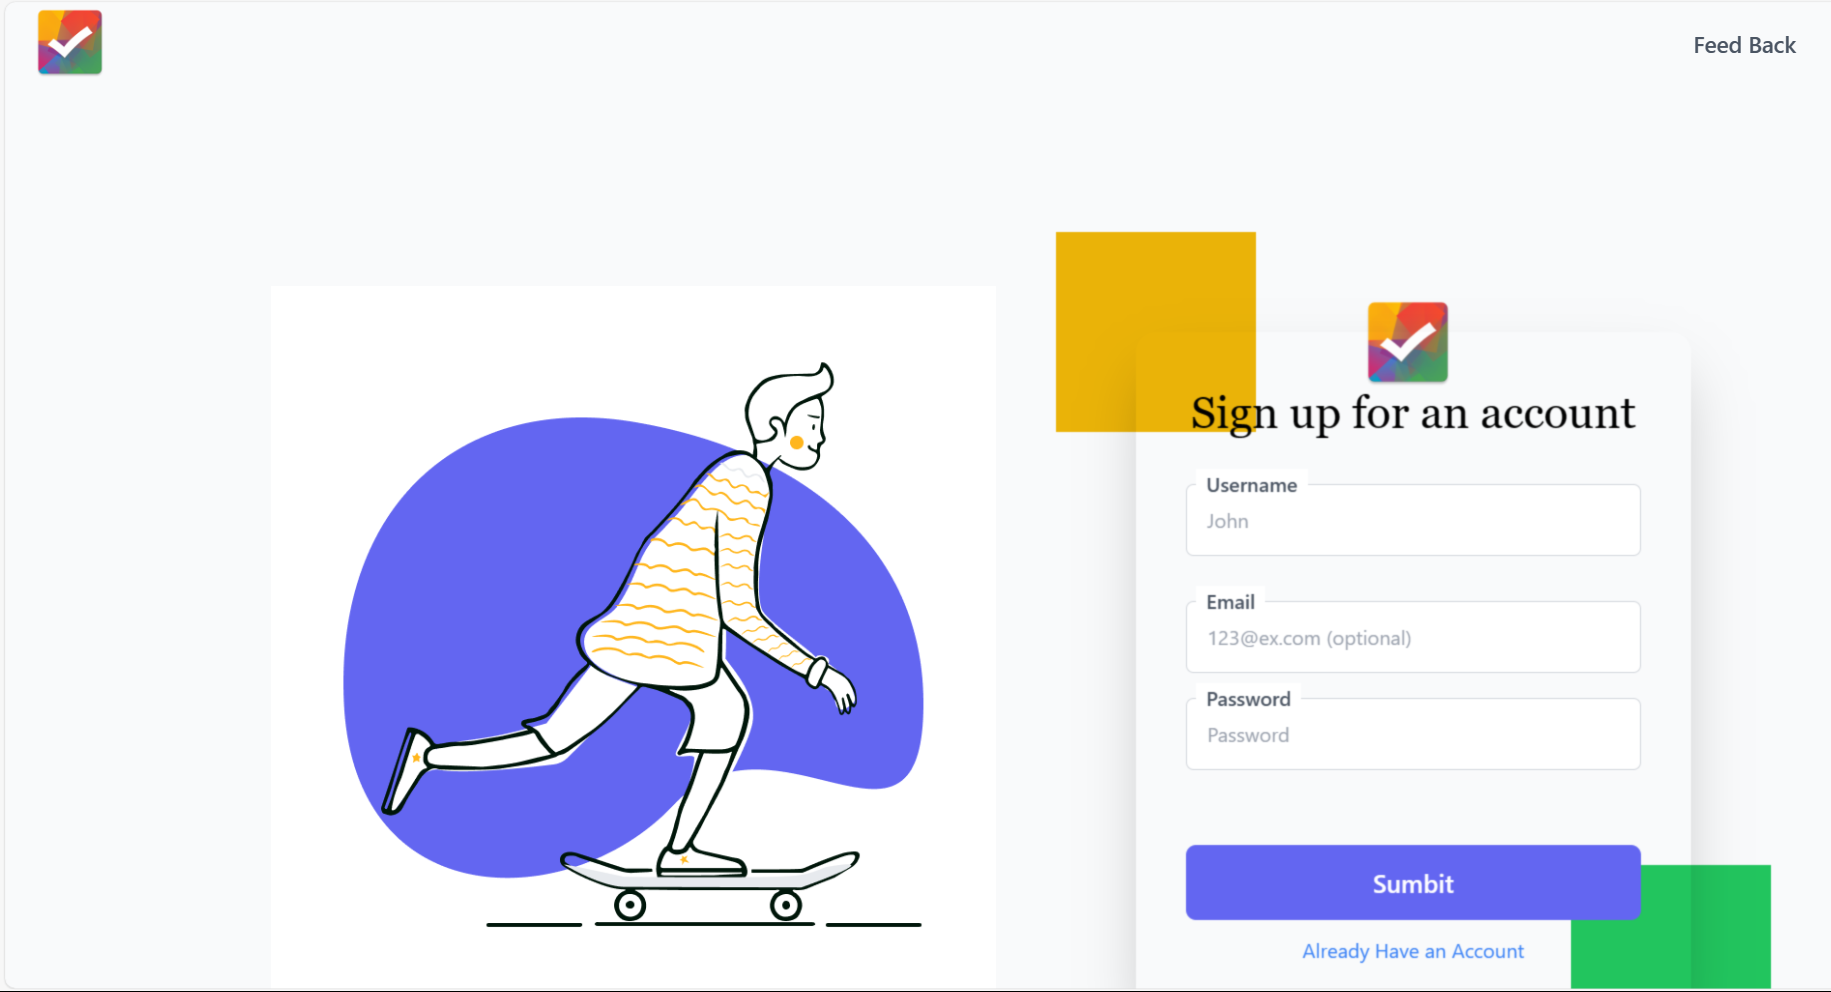 Feed Back
Sign up for an account
Username
John
Email
123@ex.com (optional)
Password
Password
Sumbit
Already Have an Account